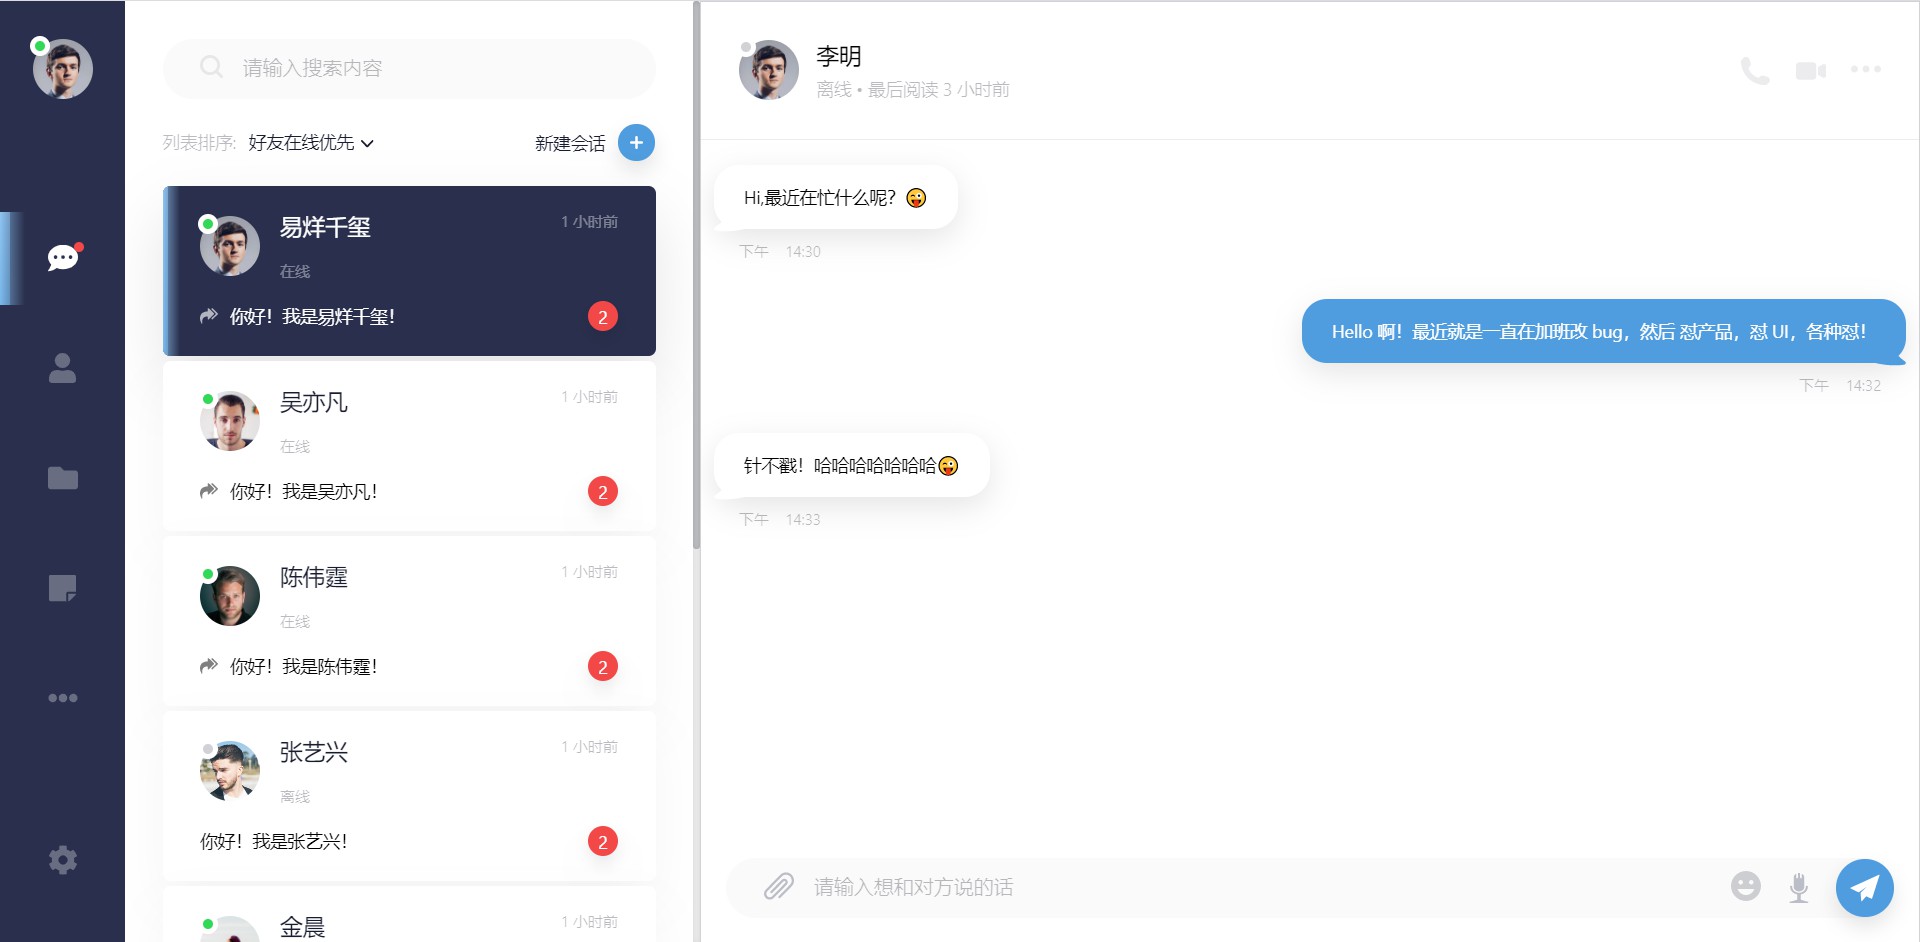 请输入搜索内容
列表排序: 好友在线优先
新建会话
易烊千玺
1 小时前
在线
你好！我是易烊千玺！
2
吴亦凡
1 小时前
在线
你好！我是吴亦凡！
2
陈伟霆
1 小时前
在线
你好！我是陈伟霆！
2
张艺兴
1 小时前
离线
你好！我是张艺兴！
2
金晨
1 小时前
李明
离线 • 最后阅读 3 小时前
Hi,最近在忙什么呢？😜
下午 14:30
Hello 啊！最近就是一直在加班改 bug，然后 怼产品，怼 UI，各种怼！
下午 14:32
针不戳！哈哈哈哈哈哈哈😜
下午 14:33
请输入想和对方说的话